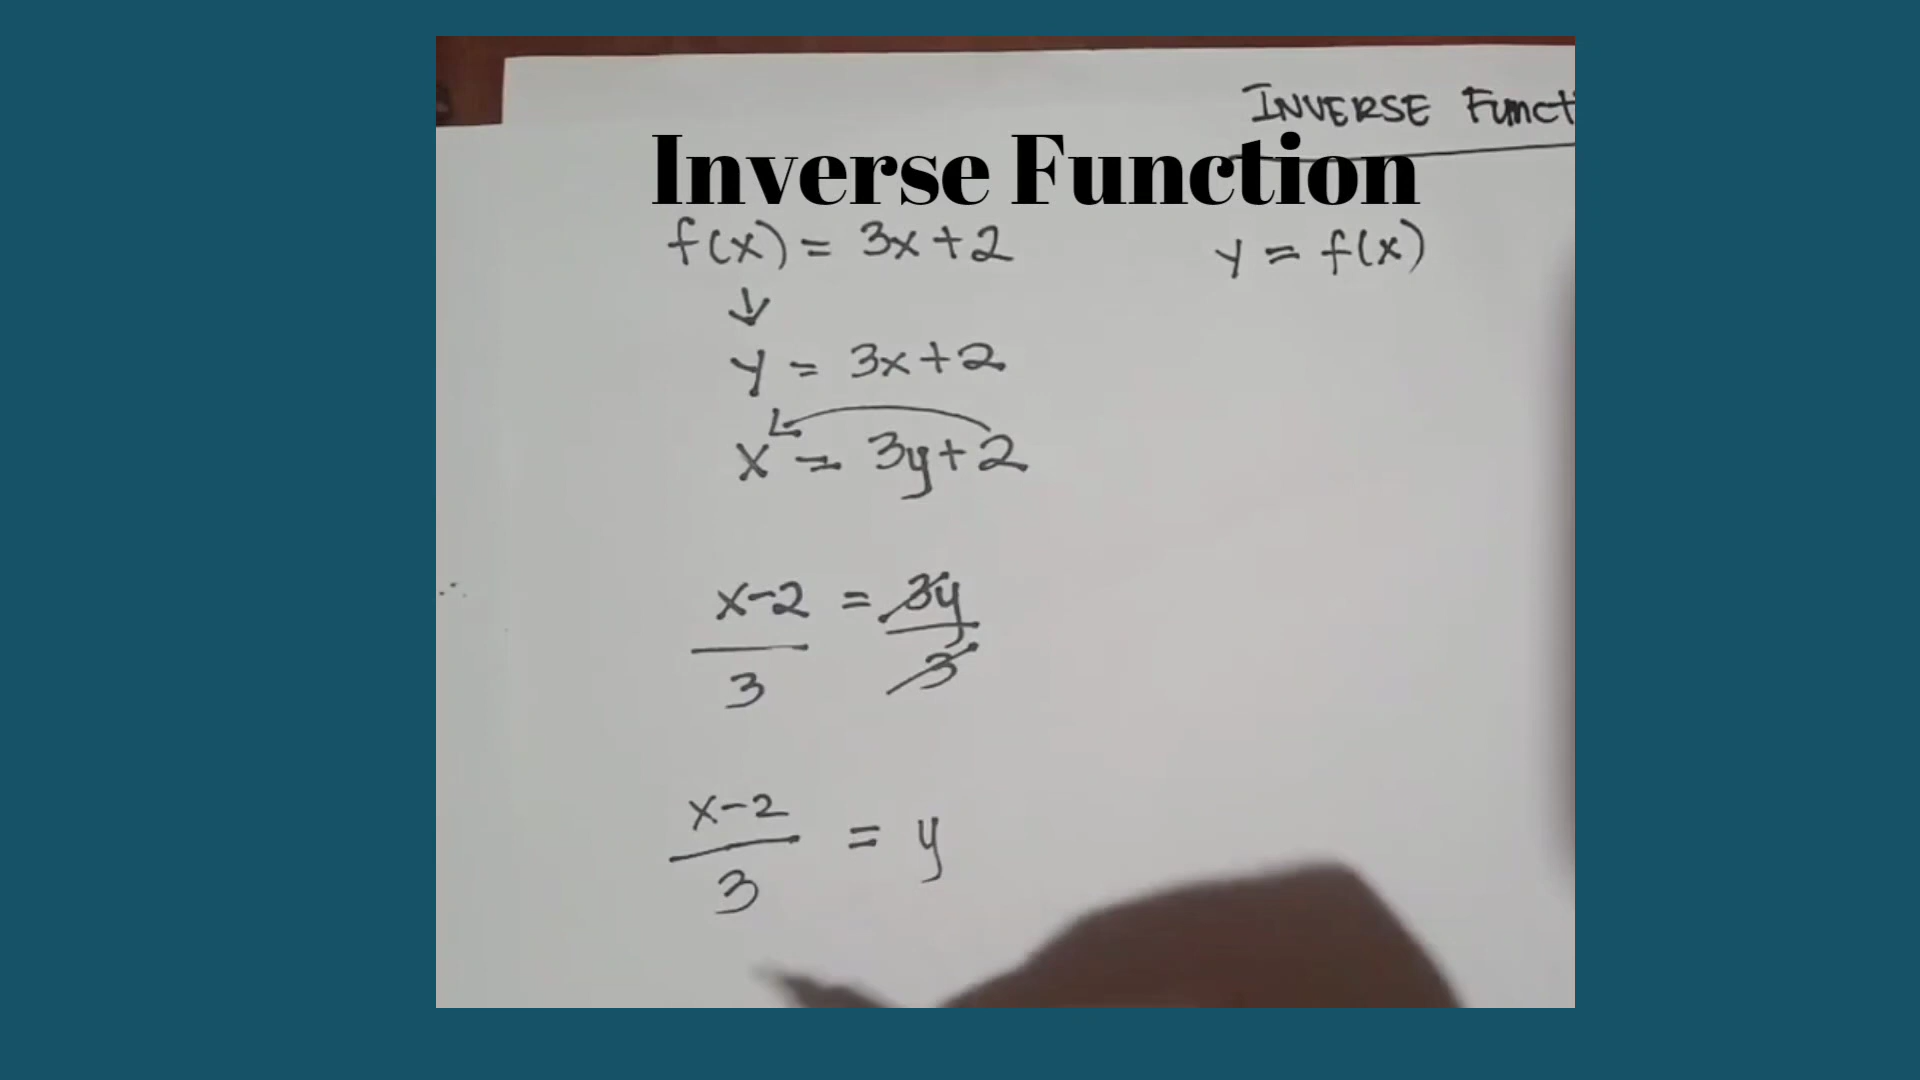 INVERSE Funct
Inverse Function
f(x) = 3x+2
y = f(x)
↓
y = 3x+2
x = 3y+2
x-2 = 3y
3 3
x-2
3 = y